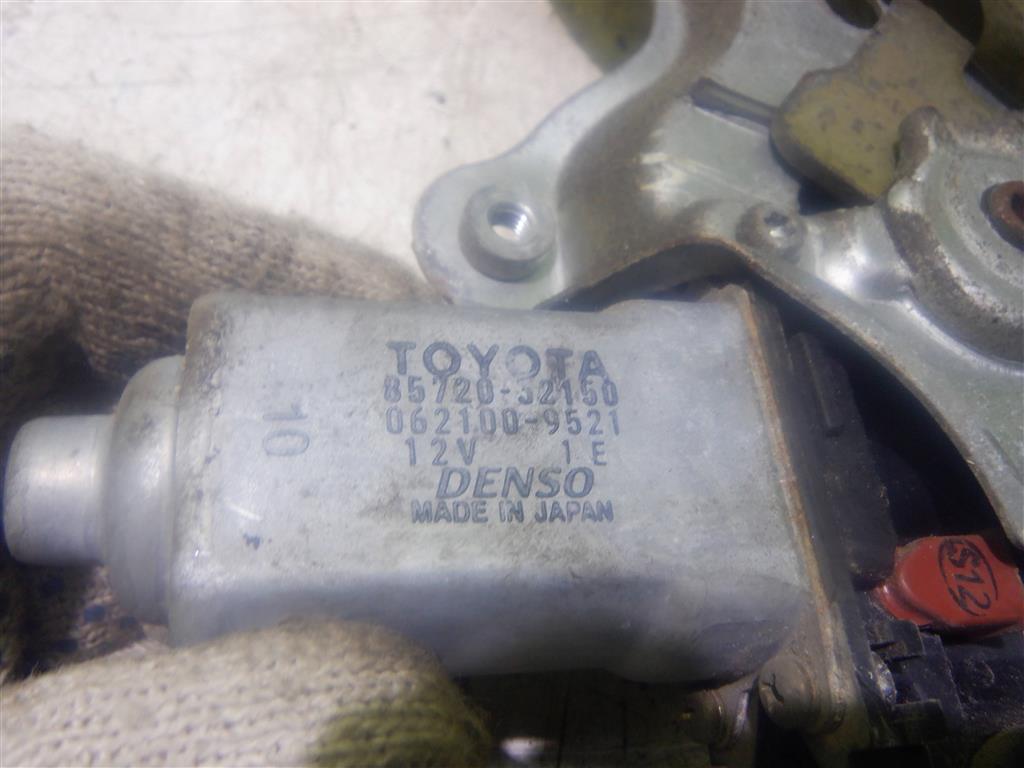 TOYOTA
85720-32150
062100-9521
12V 1E
DENSO
MADE IN JAPAN
10
S12